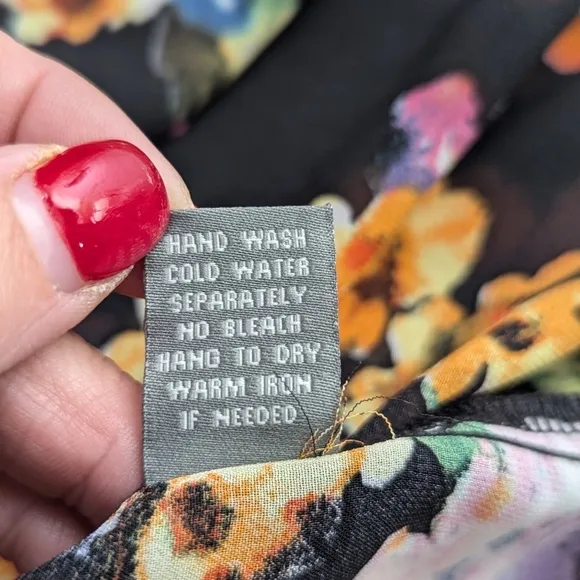 HAND WASH
COLD WATER
SEPARATELY
NO BLEACH
HANG TO DRY
WARM IRON
IF NEEDED